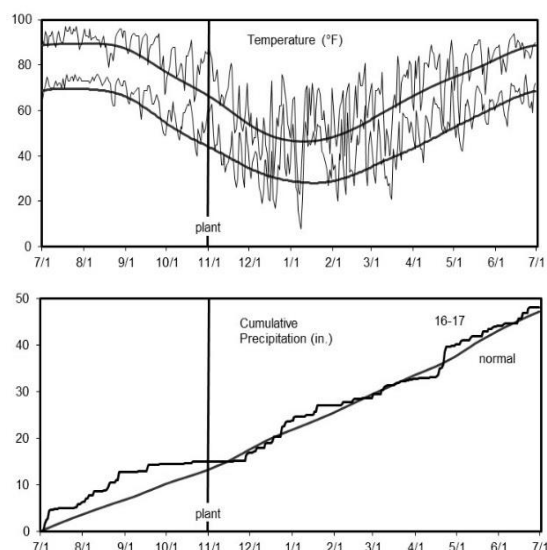 Temperature (°F)
100
80
60
40
20
0
plant
7/1 8/1 9/1 10/1 11/1 12/1 1/1 2/1 3/1 4/1 5/1 6/1 7/1
50
40
30
20
10
0
Cumulative
Precipitation (in.)
16-17
normal
plant
7/1 8/1 9/1 10/1 11/1 12/1 1/1 2/1 3/1 4/1 5/1 6/1 7/1